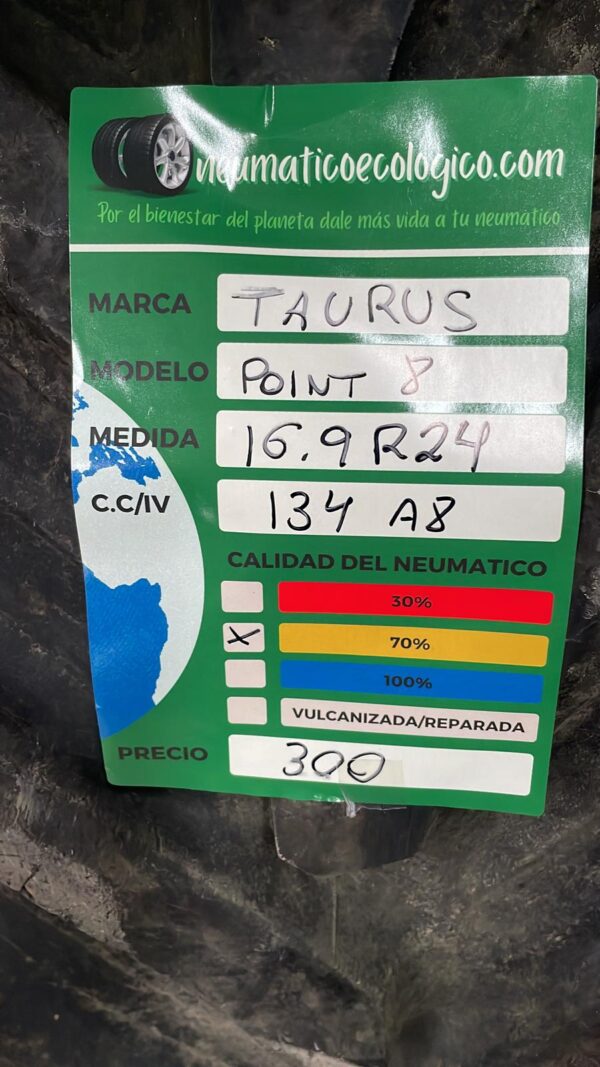 neumaticoecologico.com
Por el bienestar del planeta dale más vida a tu neumatico
MARCA TAURUS
MODELO POINT 8
MEDIDA 16.9 R24
C.C/IV 134 A8
CALIDAD DEL NEUMATICO
30%
X 70%
100%
VULCANIZADA/REPARADA
PRECIO 300